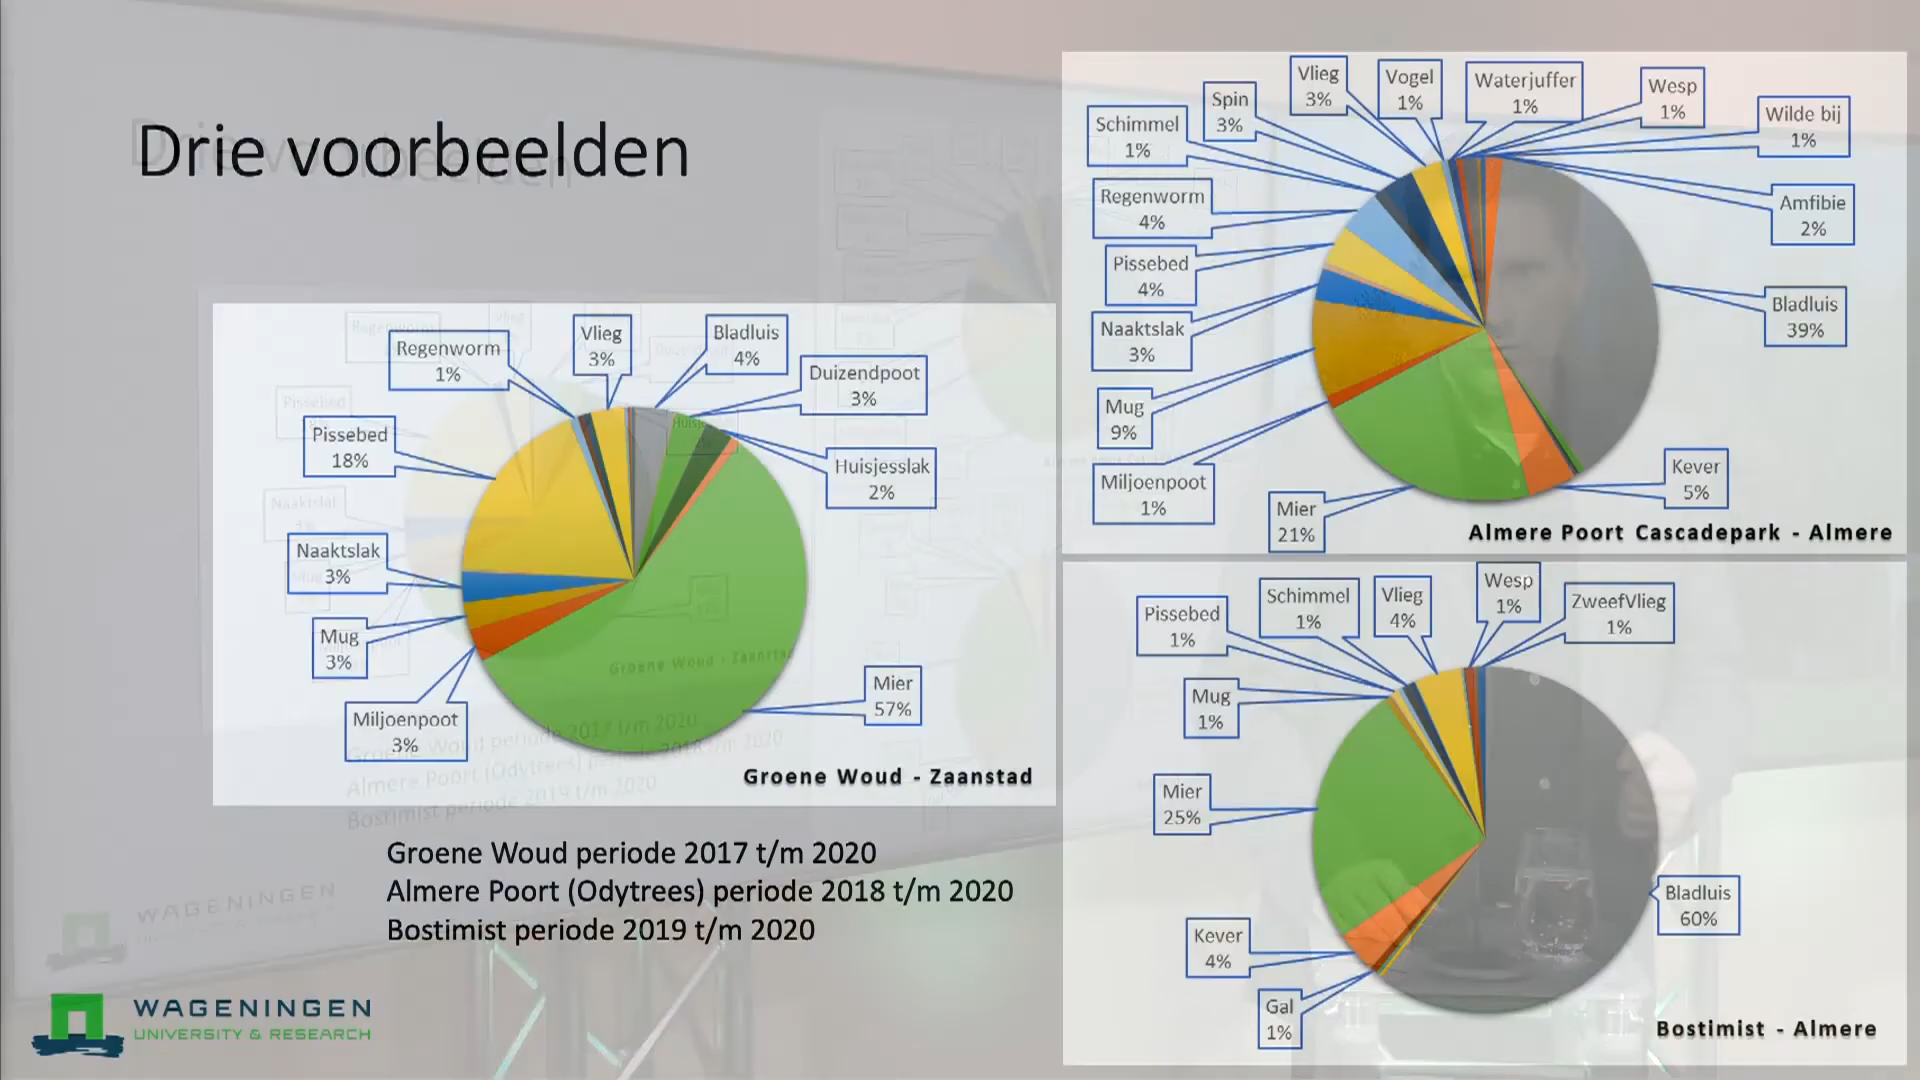 Drie voorbeelden
Regenworm
1%
Vlieg
3%
Bladluis
4%
Duizendpoot
3%
Huisjesslak
2%
Pissebed
18%
Naaktslak
3%
Mug
3%
Miljoenpoot
3%
Mier
57%
Groene Woud - Zaanstad
Groene Woud periode 2017 t/m 2020
Almere Poort (Odytrees) periode 2018 t/m 2020
Bostimist periode 2019 t/m 2020
WAGENINGEN
UNIVERSITY & RESEARCH
Vlieg
3%
Vogel
1%
Waterjuffer
1%
Wesp
1%
Wilde bij
1%
Spin
3%
Schimmel
1%
Regenworm
4%
Amfibie
2%
Pissebed
4%
Bladluis
39%
Naaktslak
3%
Mug
9%
Miljoenpoot
1%
Mier
21%
Kever
5%
Almere Poort Cascadepark - Almere
Pissebed
1%
Schimmel
1%
Vlieg
4%
Wesp
1%
ZweefVlieg
1%
Mug
1%
Mier
25%
Bladluis
60%
Kever
4%
Gal
1%
Bostimist - Almere